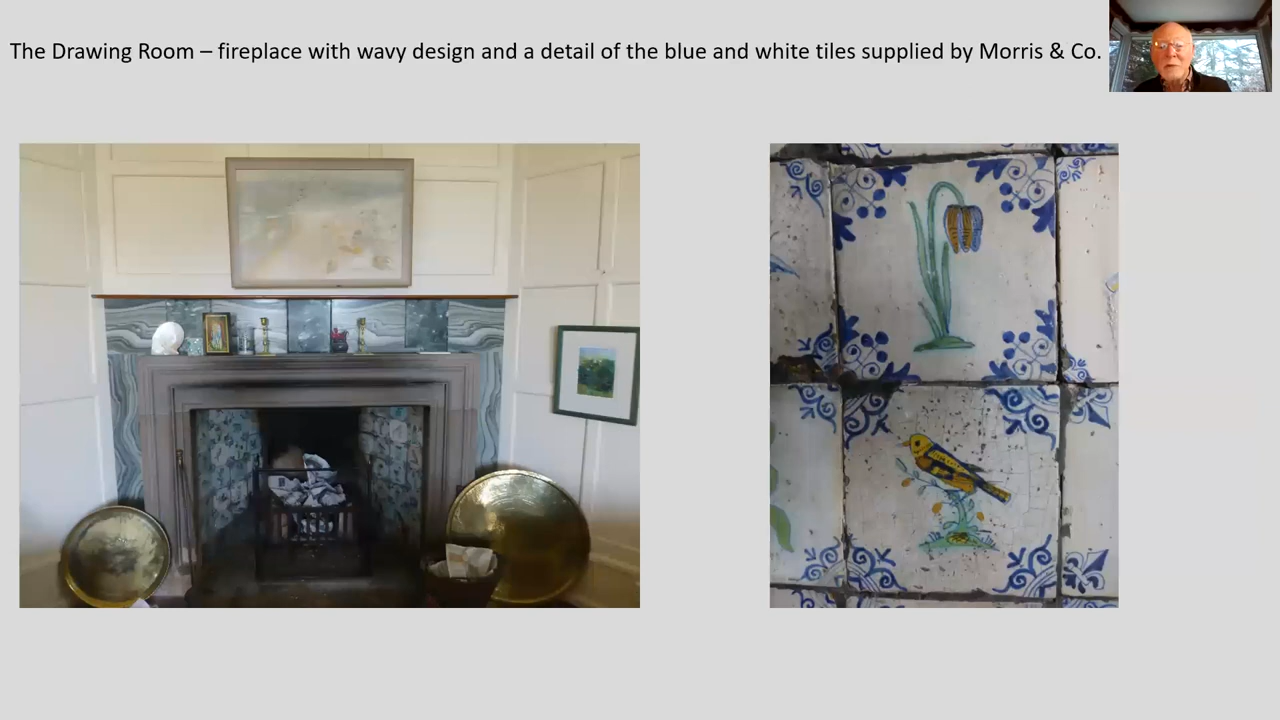 The Drawing Room – fireplace with wavy design and a detail of the blue and white tiles supplied by Morris & Co.